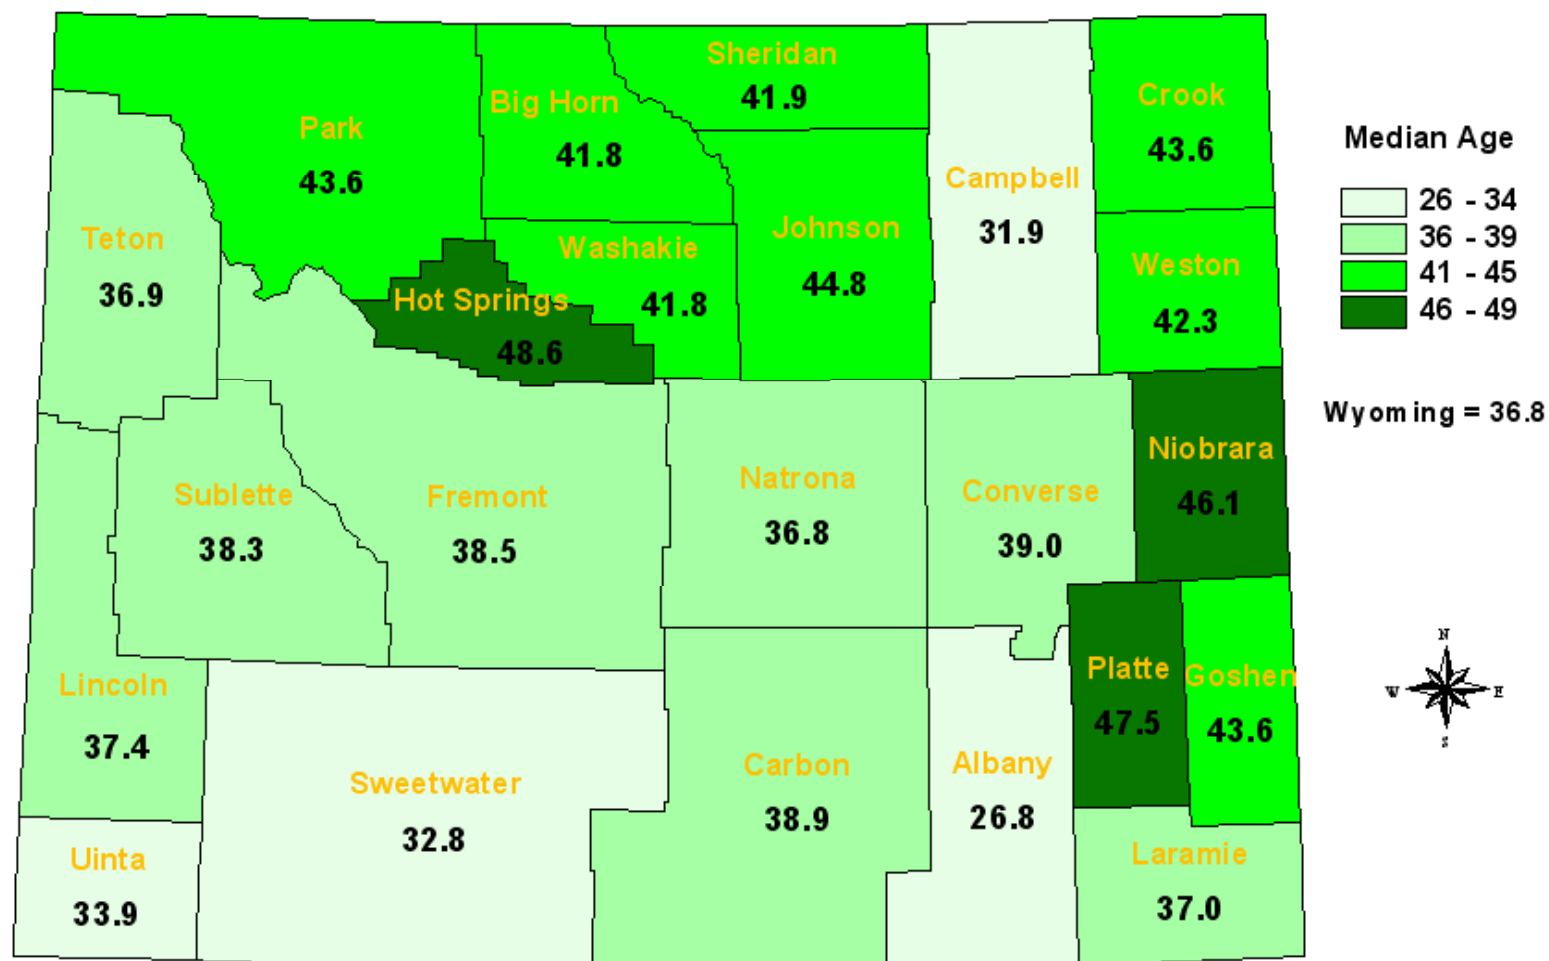 Sheridan
41.9
Big Horn
41.8
Crook
43.6
Park
43.6
Campbell
31.9
Median Age
26 - 34
36 - 39
41 - 45
46 - 49
Teton
36.9
Washakie
41.8
Johnson
44.8
Weston
42.3
Hot Springs
48.6
Wyoming = 36.8
Niobrara
46.1
Sublette
38.3
Fremont
38.5
Natrona
36.8
Converse
39.0
Lincoln
37.4
Platte
47.5
Goshen
43.6
N
W
E
S
Sweetwater
32.8
Carbon
38.9
Albany
26.8
Uinta
33.9
Laramie
37.0